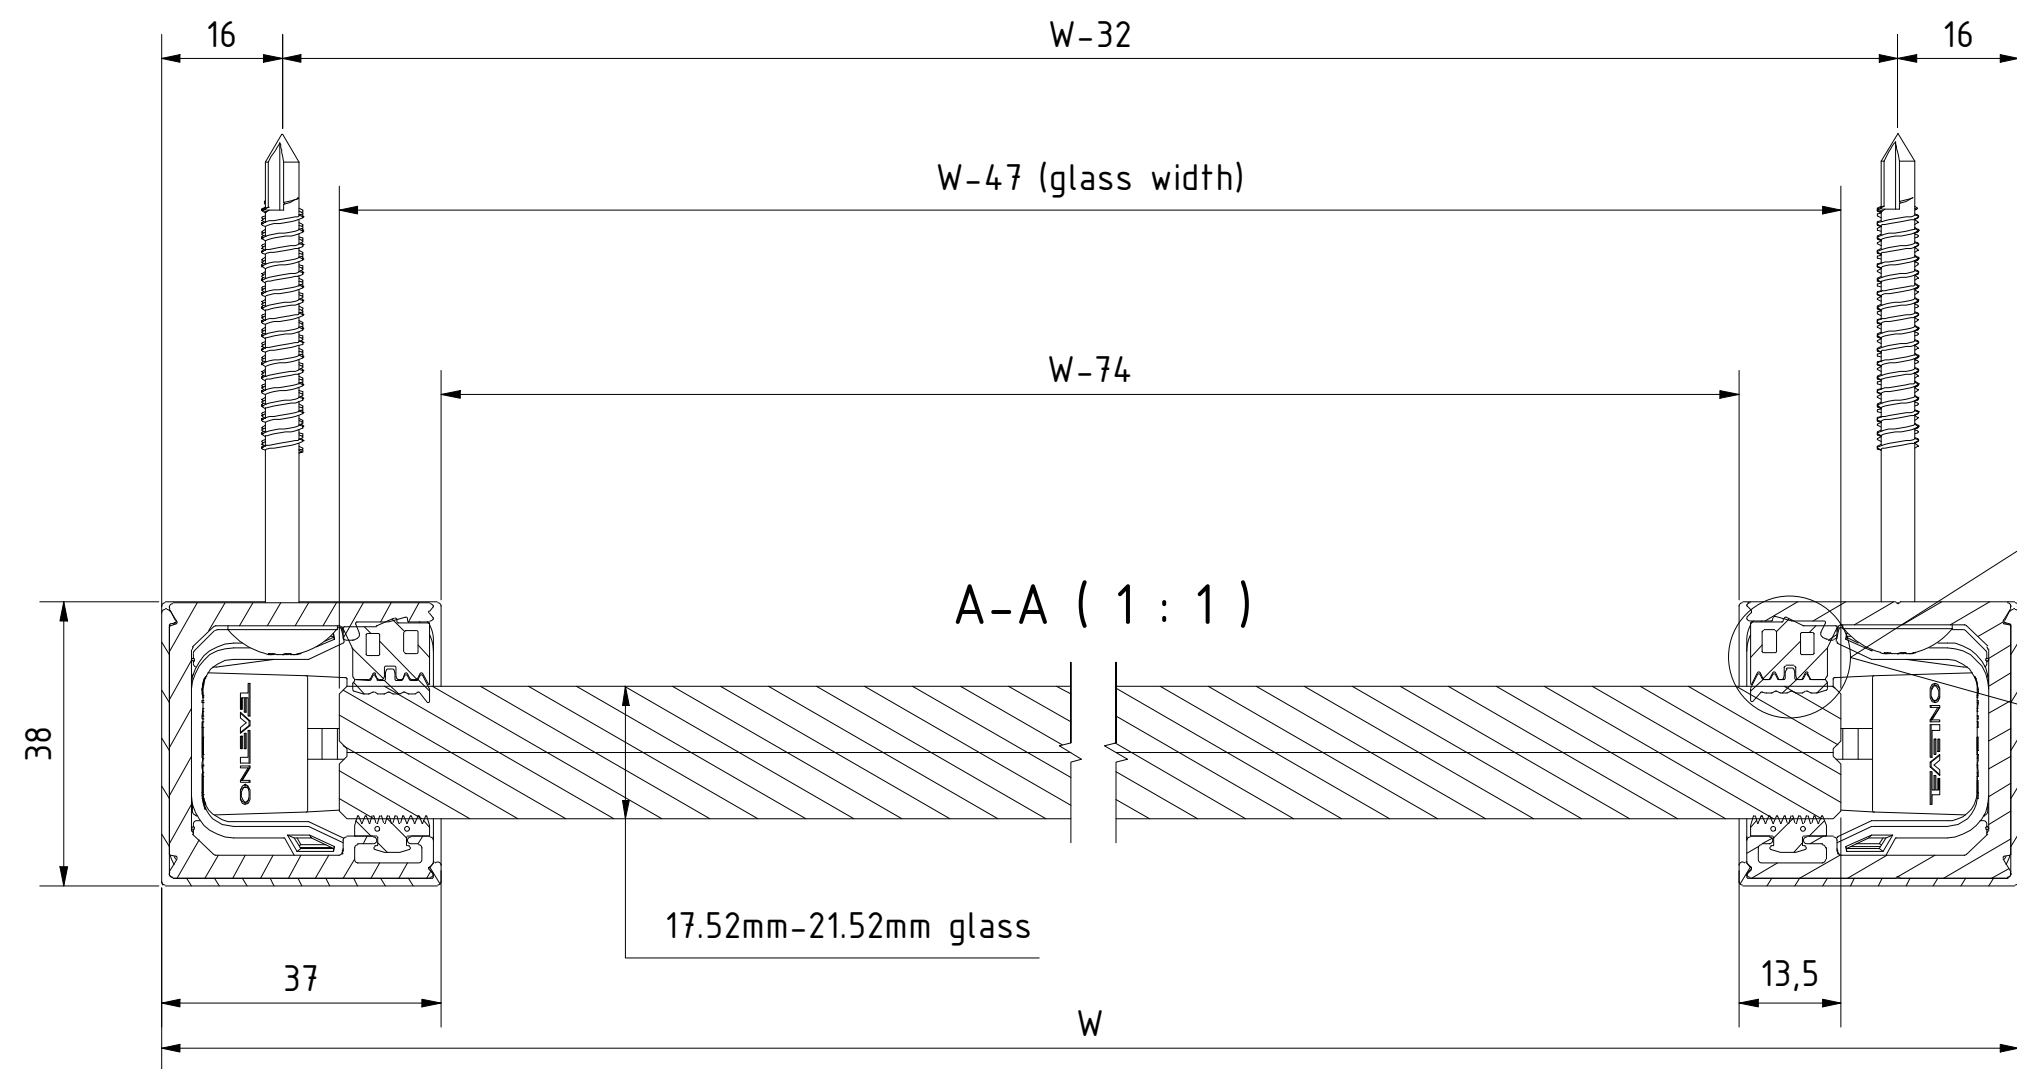 16 W-32 16
W-47 (glass width)
W-74
A-A ( 1 : 1 )
38
ONLEVEL
ONLEVEL
17.52mm-21.52mm glass
37
13,5
W